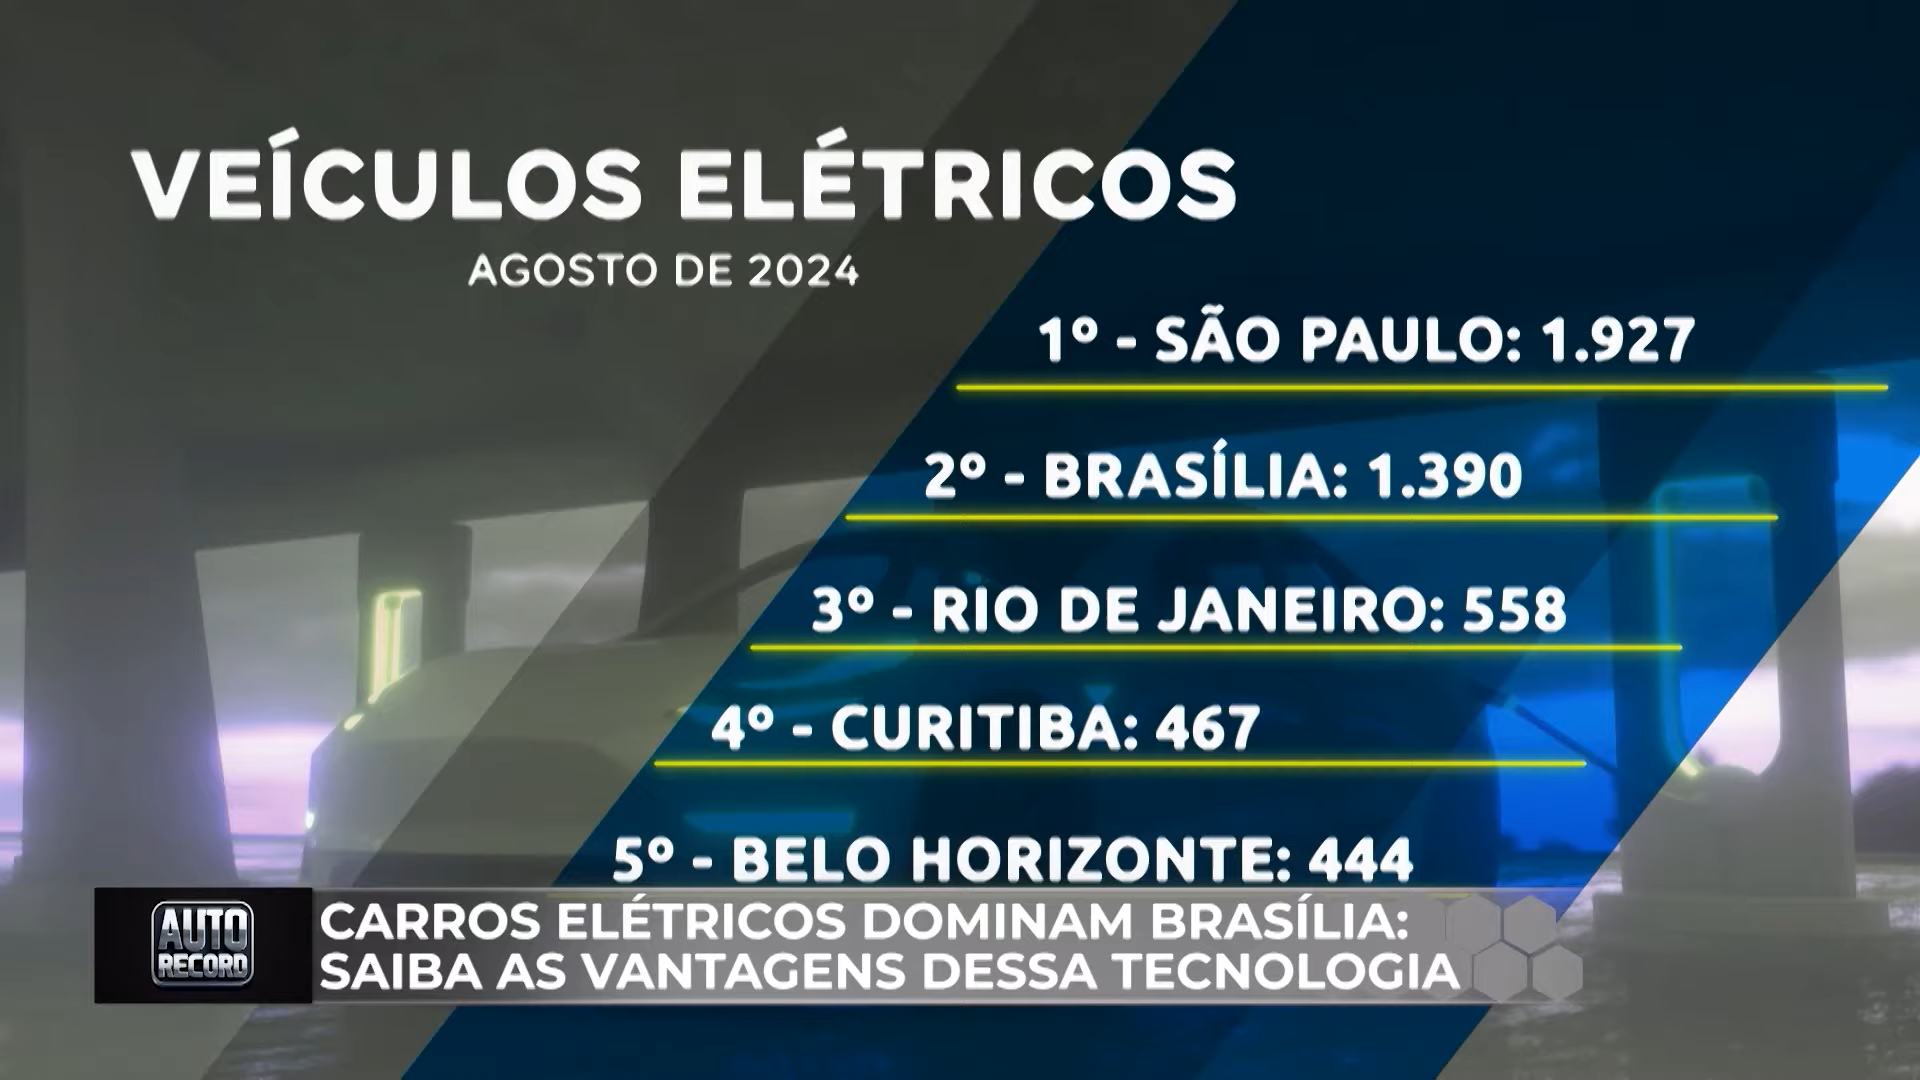 VEÍCULOS ELÉTRICOS
AGOSTO DE 2024
1º - SÃO PAULO: 1.927
2º - BRASÍLIA: 1.390
3º - RIO DE JANEIRO: 558
4º - CURITIBA: 467
5º - BELO HORIZONTE: 444
AUTO
RECORD
CARROS ELÉTRICOS DOMINAM BRASÍLIA:
SAIBA AS VANTAGENS DESSA TECNOLOGIA